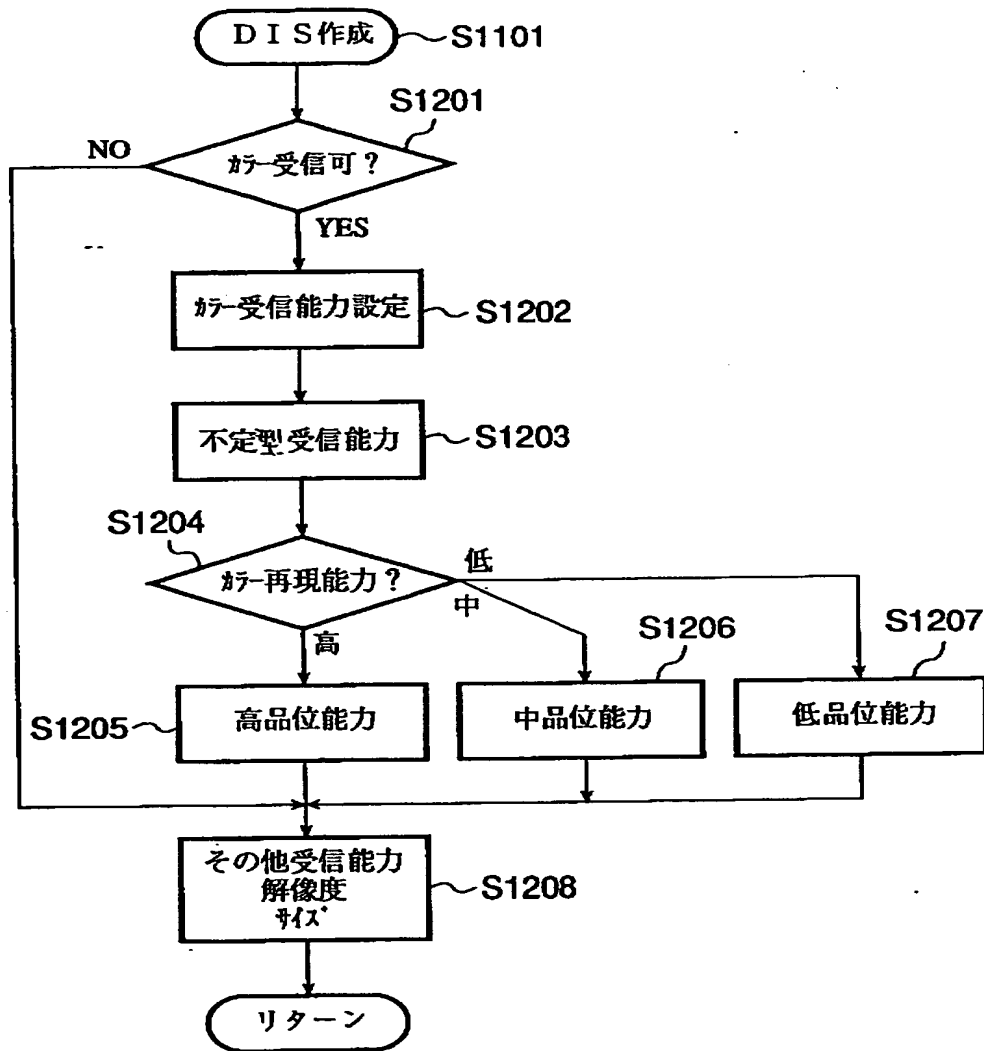 ＤＩＳ作成
S1101
S1201
NO
ｶﾗｰ受信可？
YES
ｶﾗｰ受信能力設定
S1202
不定型受信能力
S1203
S1204
ｶﾗｰ再現能力？
低
中
高
S1206
S1207
S1205
高品位能力
中品位能力
低品位能力
その他受信能力
解像度
ｻｲｽﾞ
S1208
リターン